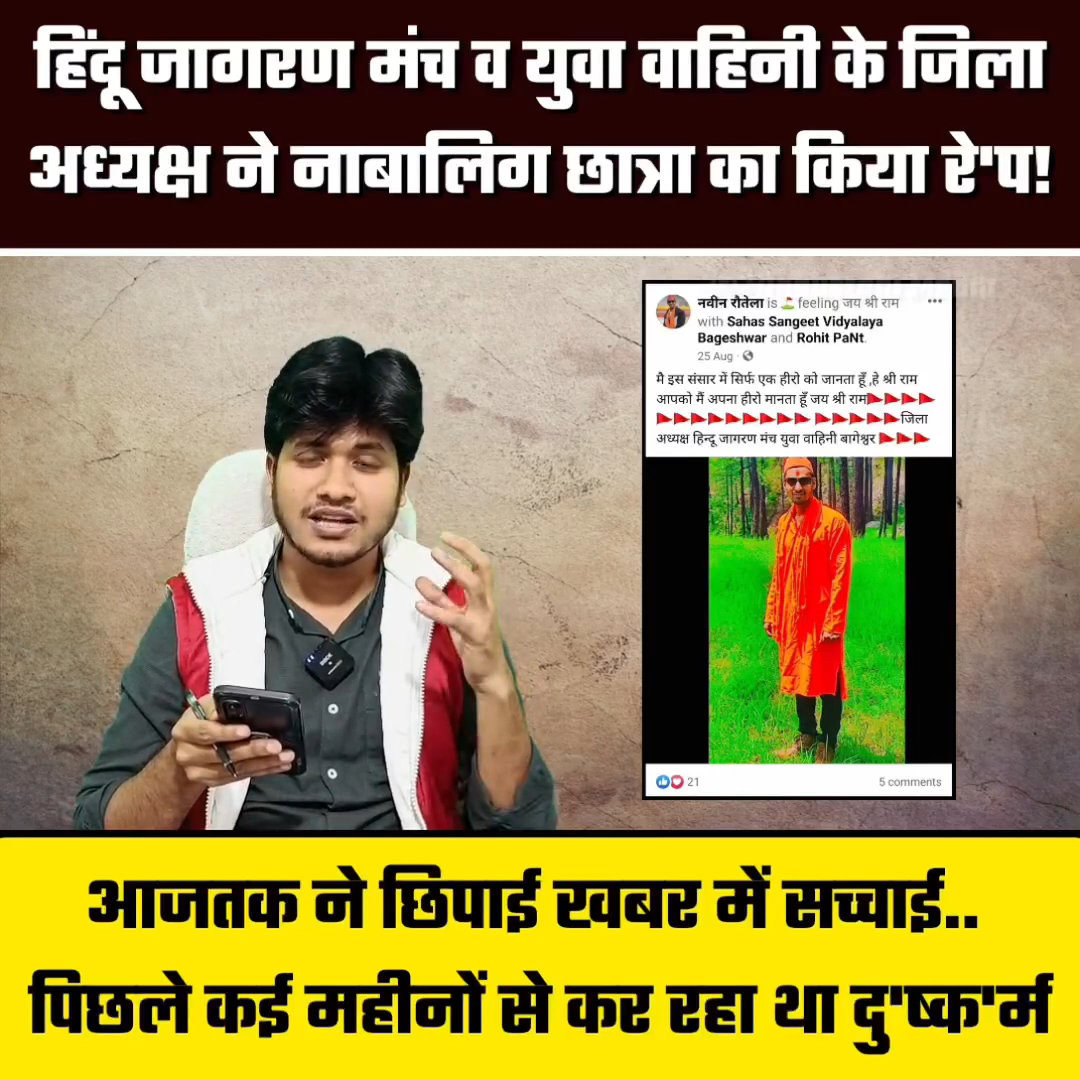 हिंदू जागरण मंच व युवा वाहिनी के जिला
अध्यक्ष ने नाबालिग छात्रा का किया रे'प!
नवीन रौतेला is feeling जय श्री राम
with Sahas Sangeet Vidyalaya
Bageshwar and Rohit PaNt.
25 Aug
मै इस संसार में सिर्फ एक हीरो को जानता हूँ ,हे श्री राम
आपको मैं अपना हीरो मानता हूँ जय श्री राम🚩🚩🚩🚩
🚩🚩🚩🚩🚩🚩🚩🚩🚩 🚩🚩🚩🚩🚩जिला
अध्यक्ष हिन्दू जागरण मंच युवा वाहिनी बागेश्वर 🚩🚩🚩
21 5 comments
आजतक ने छिपाई खबर में सच्चाई..
पिछले कई महीनों से कर रहा था दु'ष्क'र्म